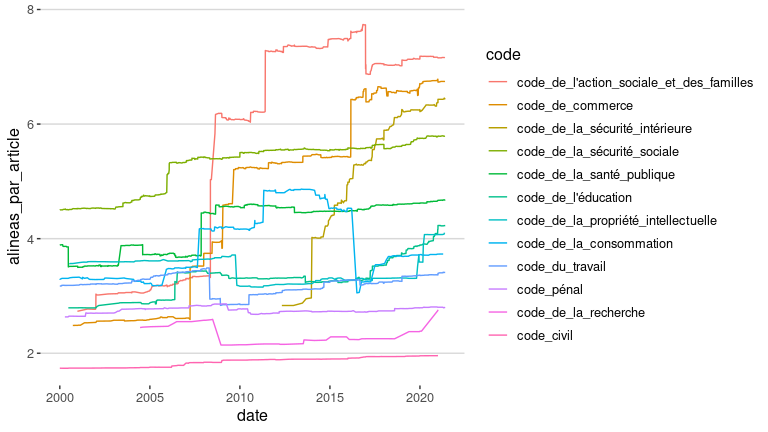 8
6
4
2
alineas_par_article
2000 2005 2010 2015 2020
date
code
code_de_l'action_sociale_et_des_familles
code_de_commerce
code_de_la_sécurité_intérieure
code_de_la_sécurité_sociale
code_de_la_santé_publique
code_de_l'éducation
code_de_la_propriété_intellectuelle
code_de_la_consommation
code_du_travail
code_pénal
code_de_la_recherche
code_civil